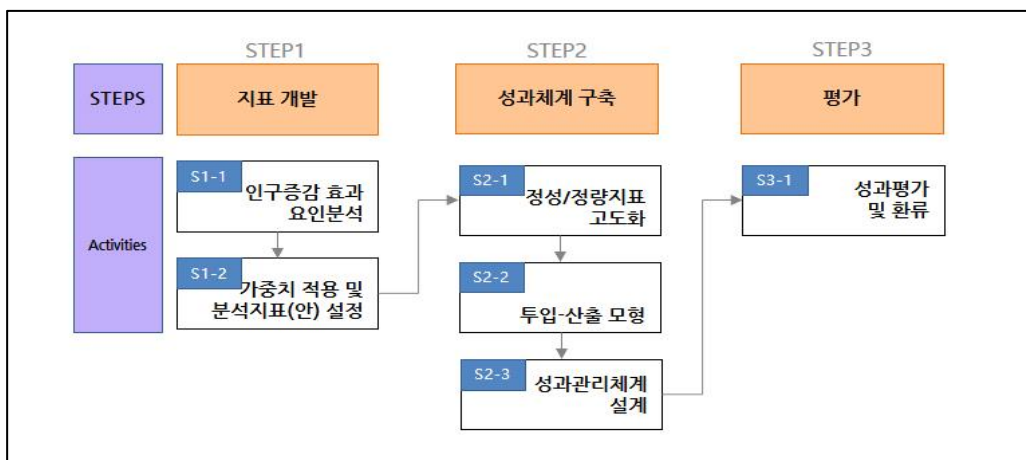 STEP1
STEP2
STEP3
STEPS
지표 개발
성과체계 구축
평가
Activities
S1-1
인구증감 효과
요인분석
S1-2
가중치 적용 및
분석지표(안) 설정
S2-1
정성/정량지표
고도화
S2-2
투입-산출 모형
S2-3
성과관리체계
설계
S3-1
성과평가
및 환류